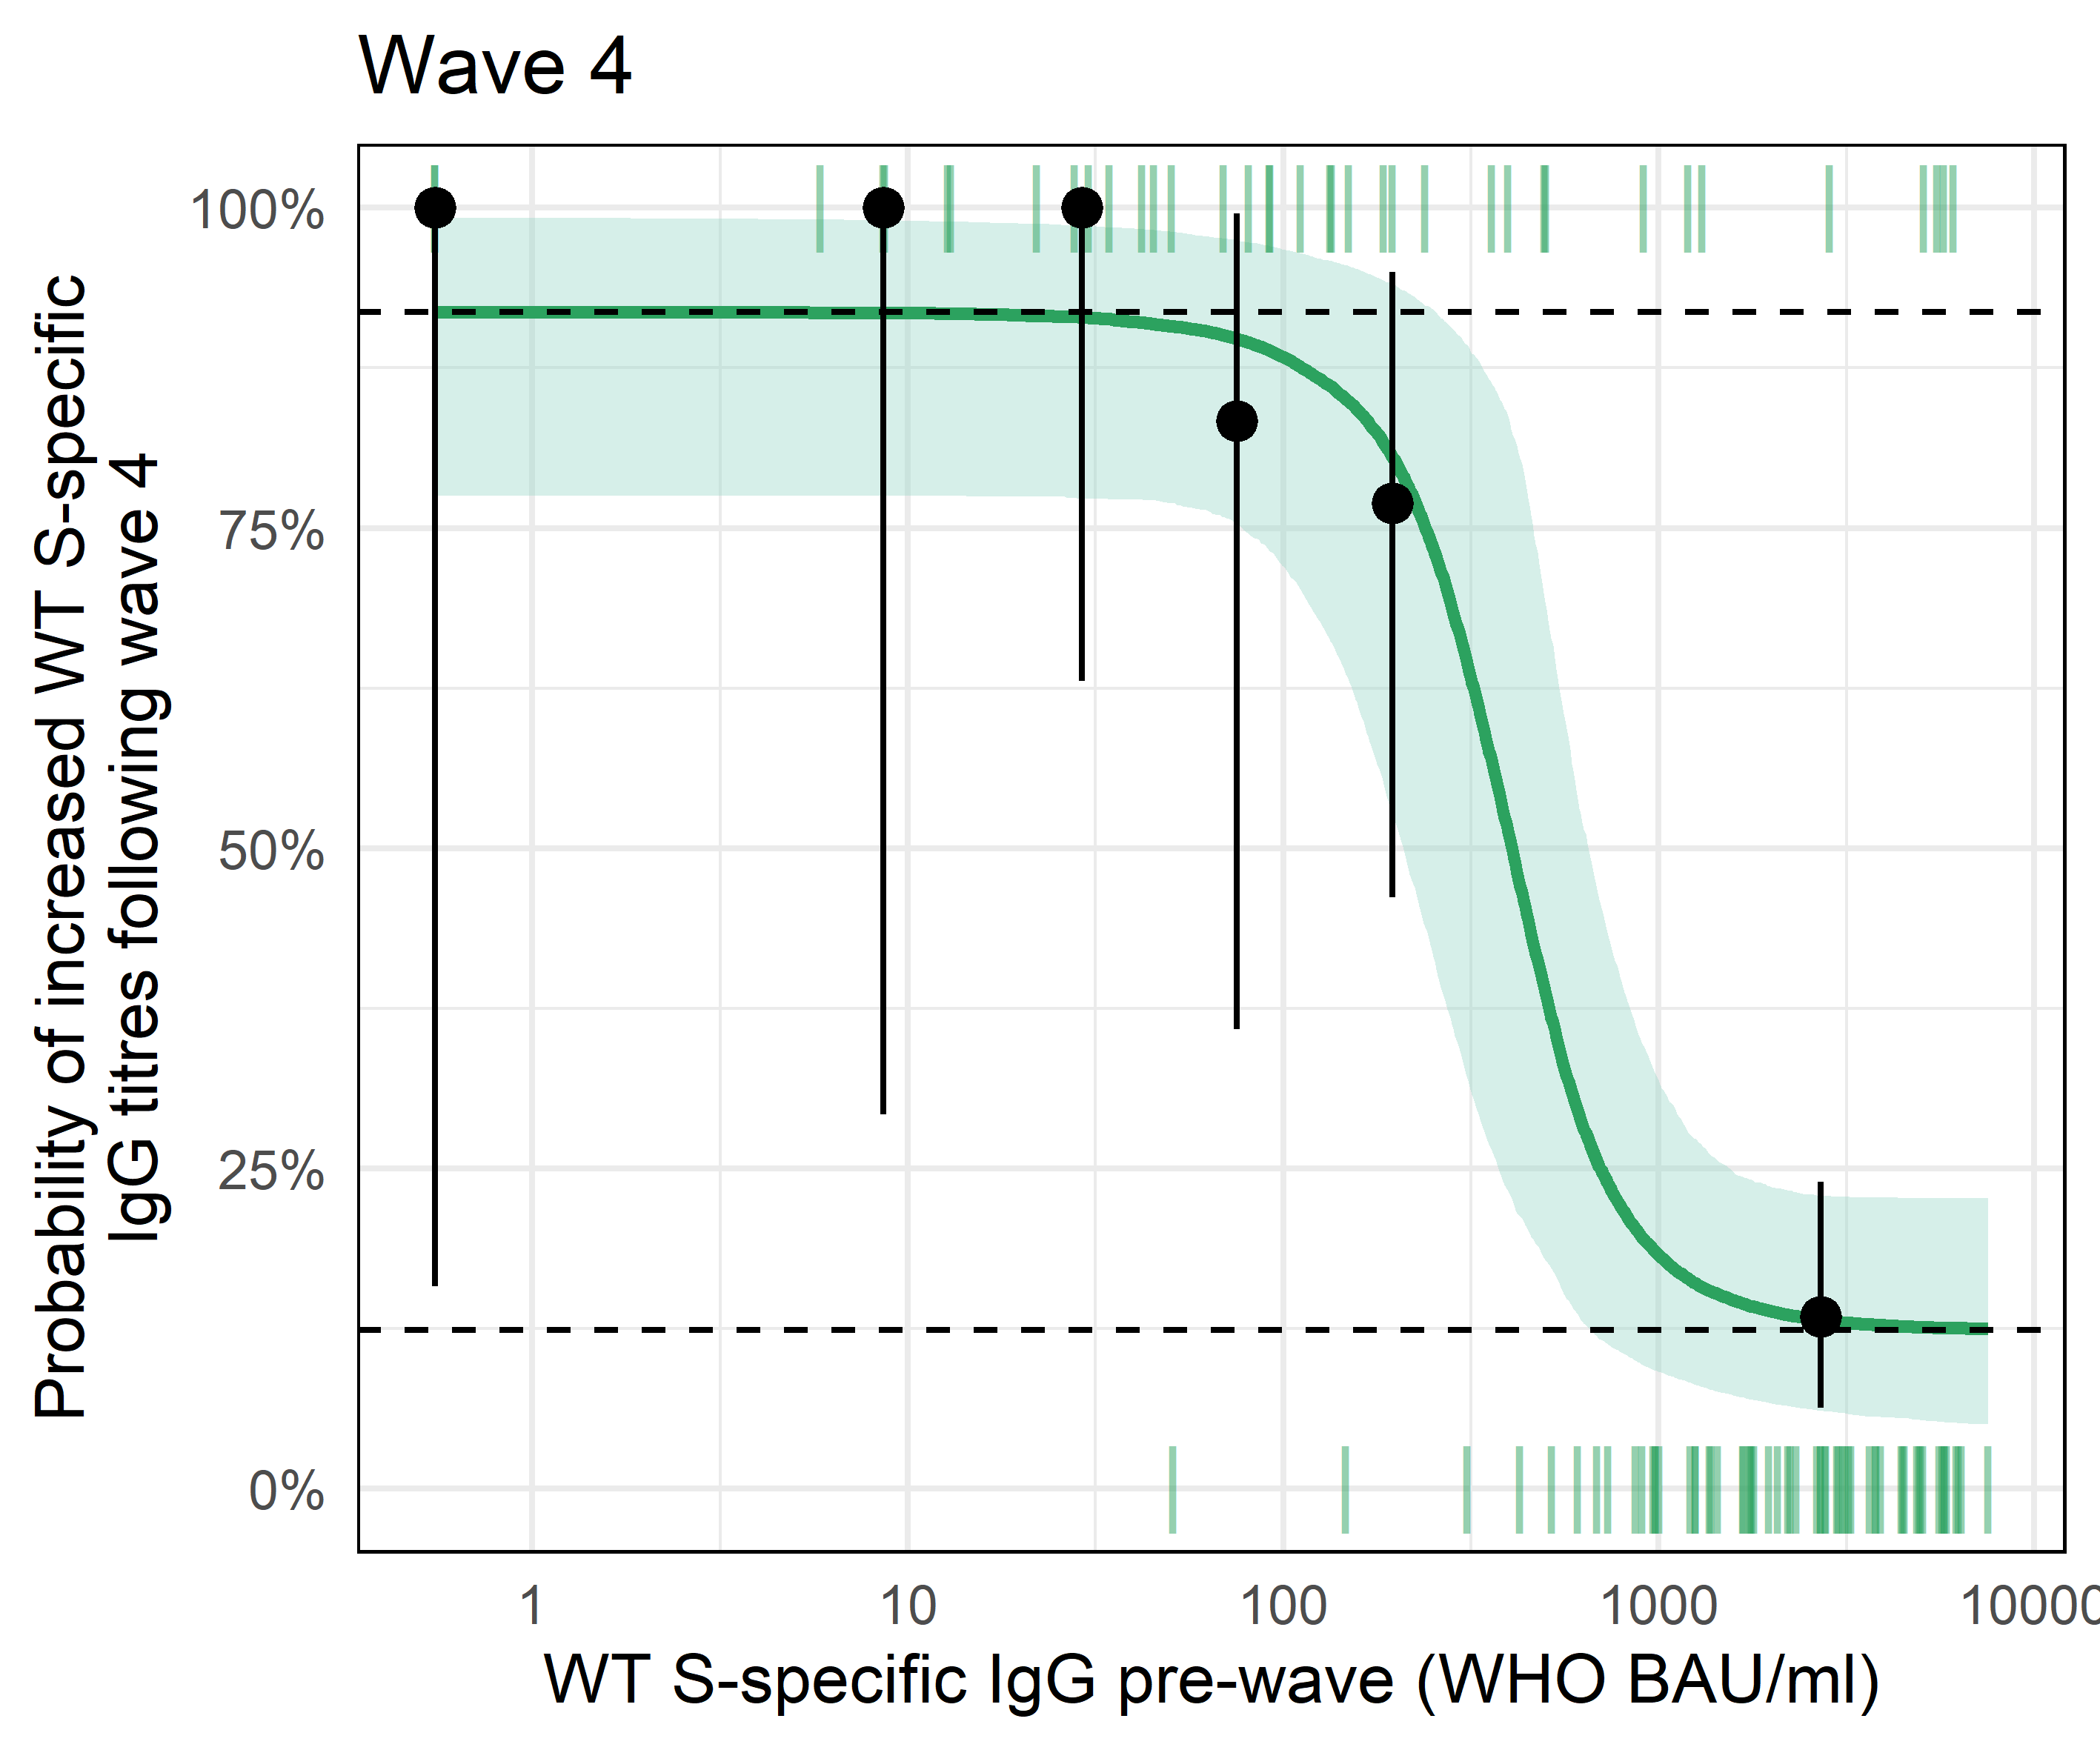 Wave 4
Probability of increased WT S-specific
IgG titres following wave 4
100%
75%
50%
25%
0%
1
10
100
1000
10000
WT S-specific IgG pre-wave (WHO BAU/ml)